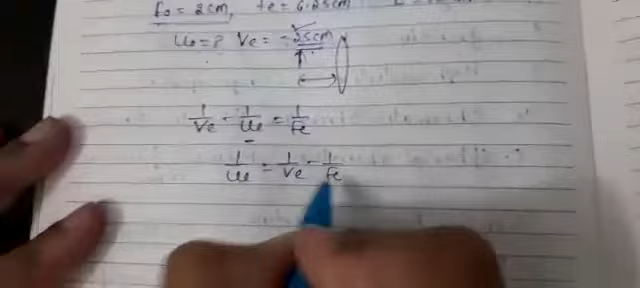 fo = 2cm, fe = 6.25cm
Uo = ? Ve = -25cm
1/Ve - 1/Ue = 1/Fe
1/Ue = 1/Ve - 1/Fe